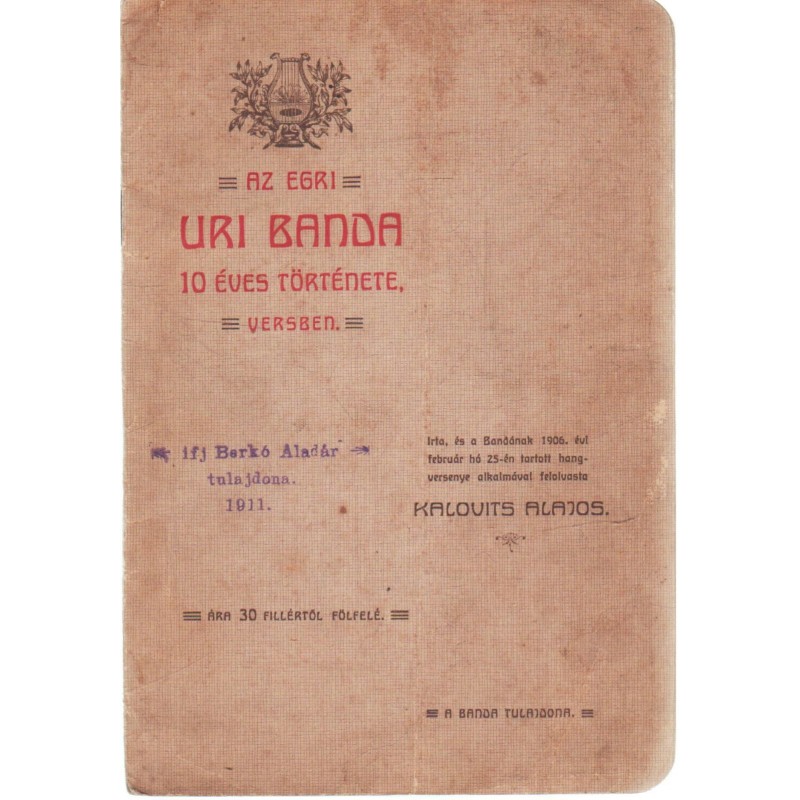 AZ EGRI
URI BANDA
10 ÉVES TÖRTÉNETE,
VERSBEN.
ifj Berkó Aladár
tulajdona.
1911.
Irta, és a Bandának 1906. évi
február hó 25-én tartott hang-
versenye alkalmával felolvasta
KALOVITS ALAJOS.
ÁRA 30 FILLÉRTŐL FÖLFELÉ.
A BANDA TULAJDONA.